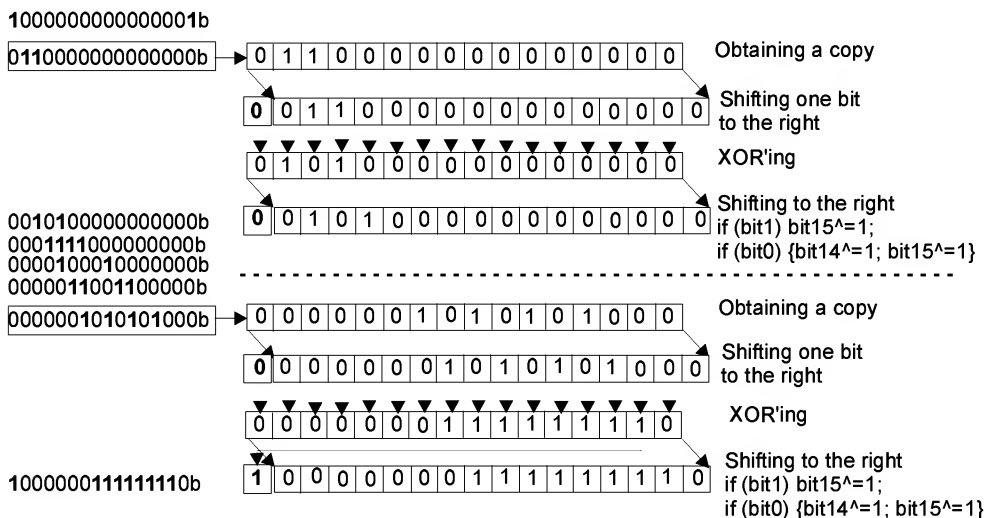 1000000000000001b
0110000000000000b
0 1 1 0 0 0 0 0 0 0 0 0 0 0 0 0
Obtaining a copy
0 0 1 1 0 0 0 0 0 0 0 0 0 0 0 0 0
Shifting one bit
to the right
0 1 0 1 0 0 0 0 0 0 0 0 0 0 0 0
XOR'ing
0 0 1 0 1 0 0 0 0 0 0 0 0 0 0 0 0
Shifting to the right
if (bit1) bit15^=1;
if (bit0) {bit14^=1; bit15^=1}
0010100000000000b
0001111000000000b
0000100010000000b
0000011001100000b
0000001010101000b
0 0 0 0 0 0 1 0 1 0 1 0 1 0 0 0
Obtaining a copy
0 0 0 0 0 0 0 1 0 1 0 1 0 1 0 0 0
Shifting one bit
to the right
0 0 0 0 0 0 0 1 1 1 1 1 1 1 1 0
XOR'ing
1000000111111110b
1 0 0 0 0 0 0 0 1 1 1 1 1 1 1 1 0
Shifting to the right
if (bit1) bit15^=1;
if (bit0) {bit14^=1; bit15^=1}